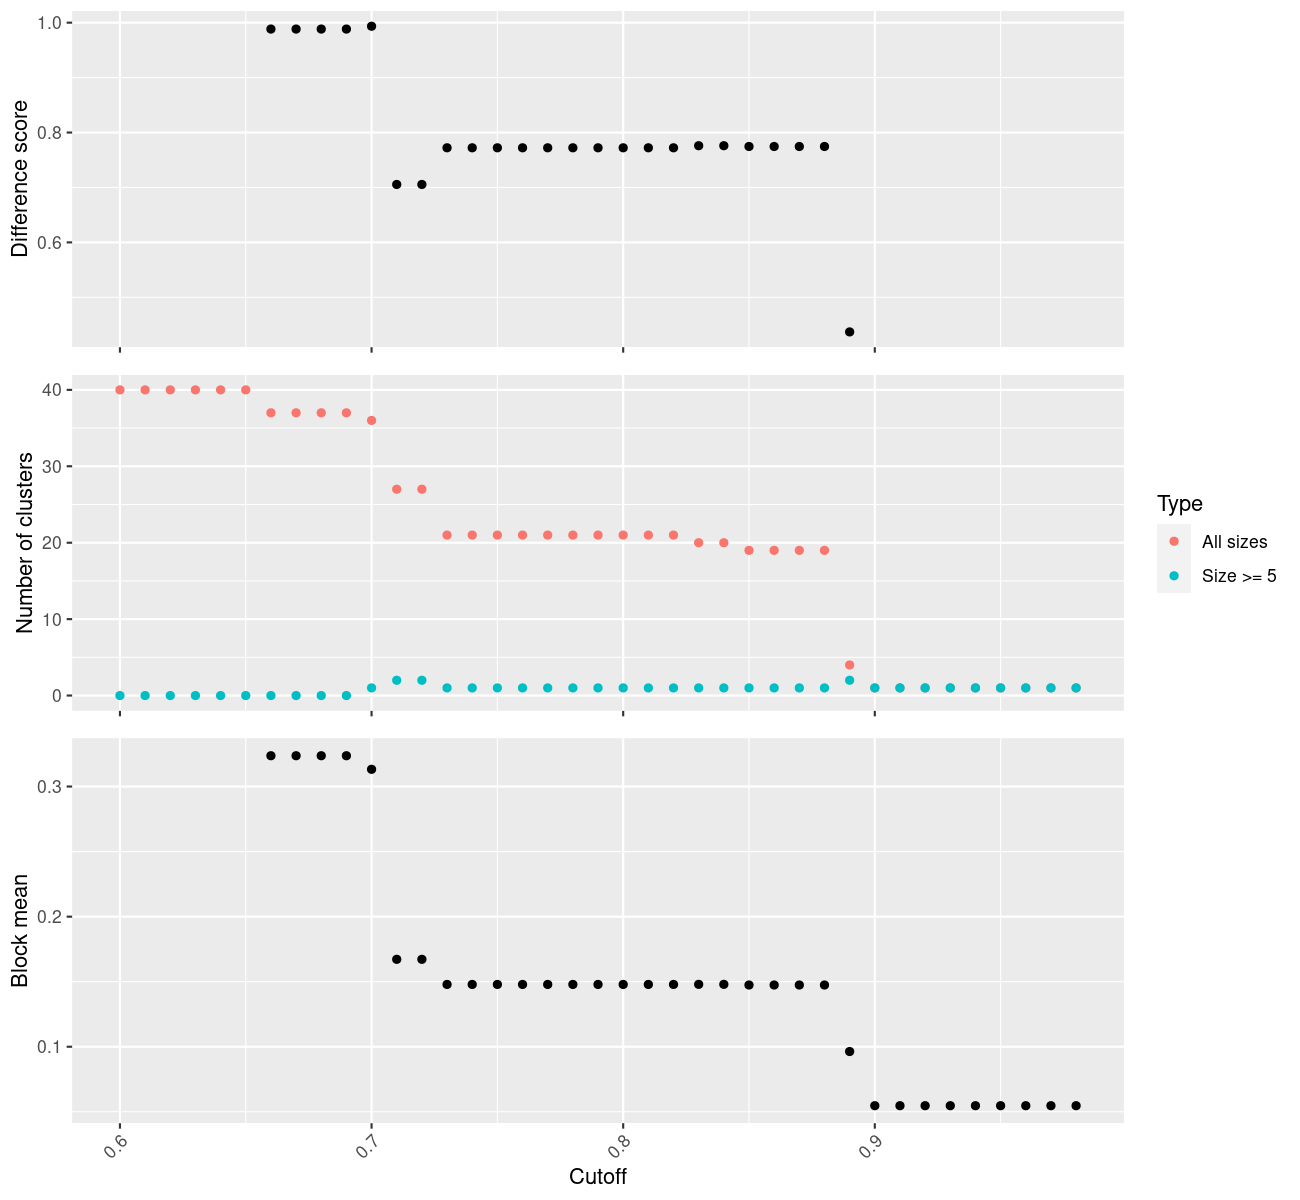 1.0
0.8
0.6
Difference score
40
30
20
10
0
Number of clusters
Type
All sizes
Size >= 5
0.3
0.2
0.1
Block mean
0.6 0.7 0.8 0.9
Cutoff